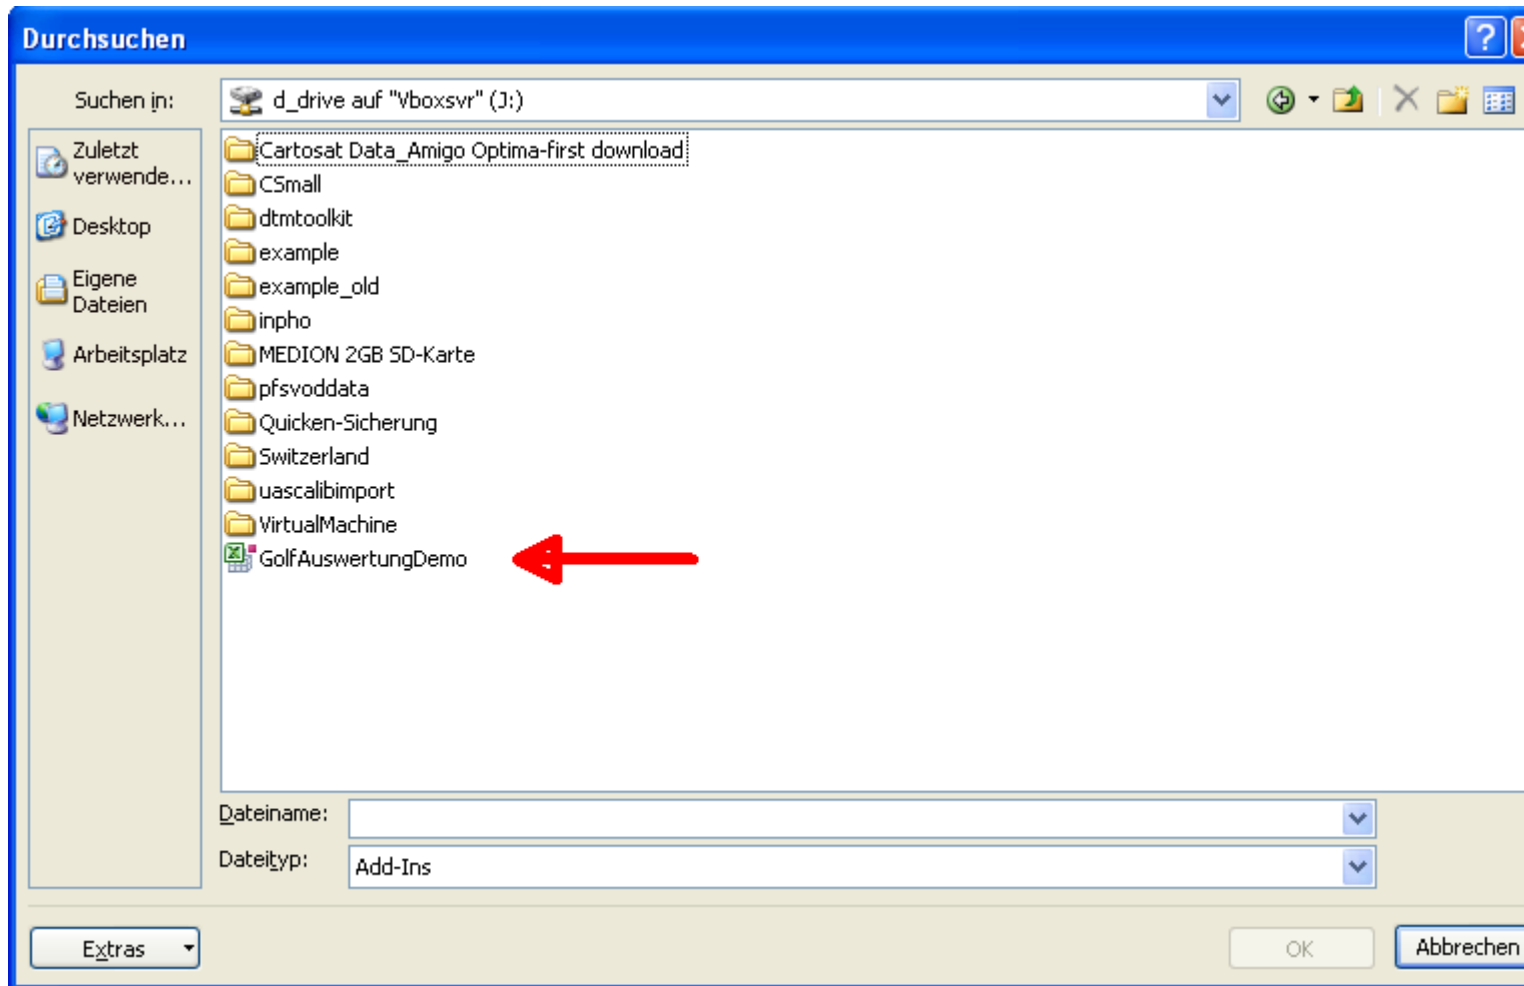 Durchsuchen
Suchen in:
d_drive auf "Vboxsvr" (J:)
Zuletzt
verwende...
Desktop
Eigene
Dateien
Arbeitsplatz
Netzwerk...
Cartosat Data_Amigo Optima-first download
CSmall
dtmtoolkit
example
example_old
inpho
MEDION 2GB SD-Karte
pfsvoddata
Quicken-Sicherung
Switzerland
uascalibimport
VirtualMachine
GolfAuswertungDemo
Dateiname:
Dateityp:
Add-Ins
Extras
OK
Abbrechen